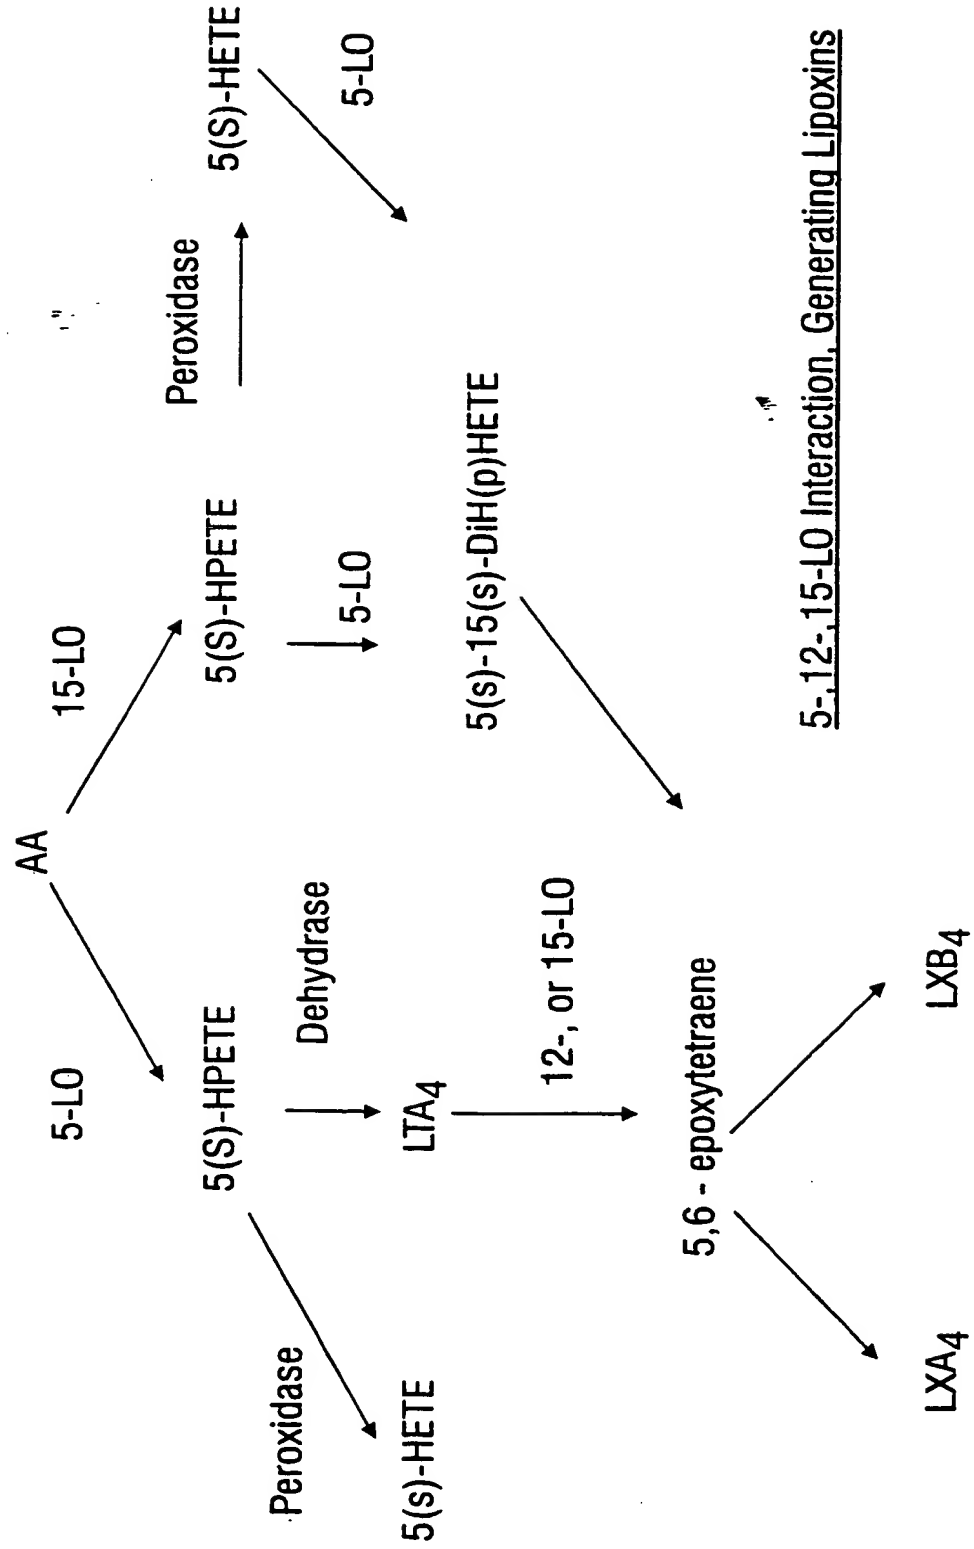 AA
5-LO
15-LO
5(S)-HPETE
5(S)-HPETE
Peroxidase
5(S)-HETE
Peroxidase
Dehydrase
5-LO
5-LO
5(s)-HETE
LTA4
5(s)-15(s)-DiH(p)HETE
12-, or 15-LO
5,6 - epoxytetraene
LXA4
LXB4
5-,12-,15-LO Interaction, Generating Lipoxins